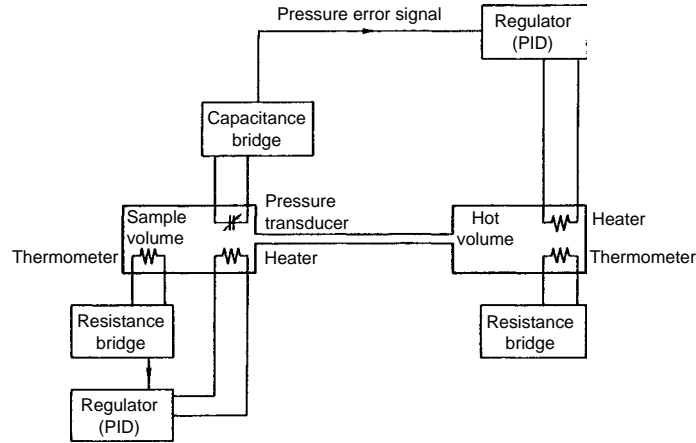 Pressure error signal
Regulator
(PID)
Capacitance
bridge
Sample
volume
Pressure
transducer
Thermometer
Heater
Hot
volume
Heater
Thermometer
Resistance
bridge
Resistance
bridge
Regulator
(PID)